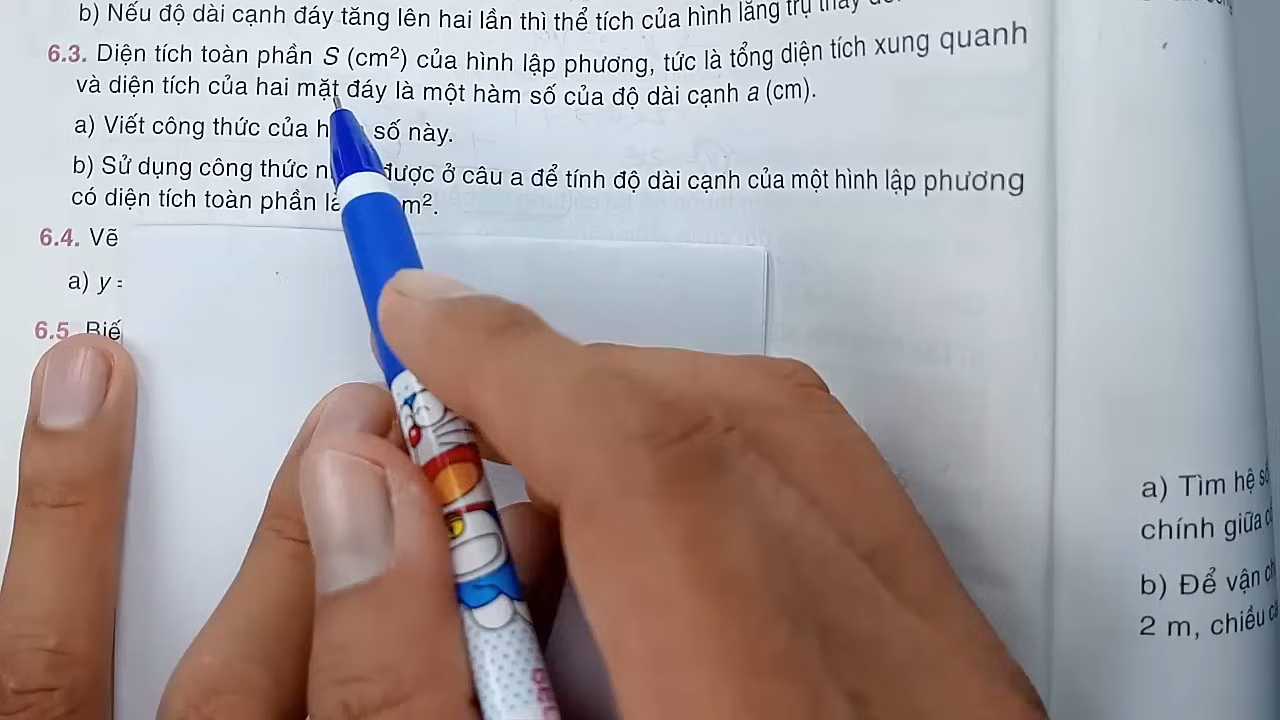 b) Nếu độ dài cạnh đáy tăng lên hai lần thì thể tích của hình lăng trụ thay
6.3. Diện tích toàn phần S (cm²) của hình lập phương, tức là tổng diện tích xung quanh
và diện tích của hai mặt đáy là một hàm số của độ dài cạnh a (cm).
a) Viết công thức của số này.
b) Sử dụng công thức được ở câu a để tính độ dài cạnh của một hình lập phương
có diện tích toàn phần m².
6.4. Vẽ
a) y =
6.5. Biế
a) Tìm hệ số
chính giữa
b) Để vận
2 m, chiều